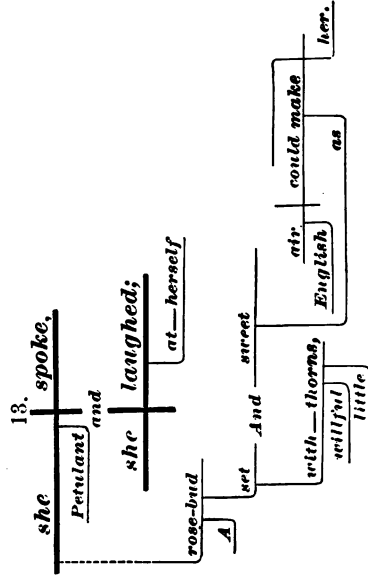 13.
she spoke,
Petulant
and
she laughed;
at—herself
rose-bud
A
set And sweet
with—thorns,
willful
little
air could make her.
English
as